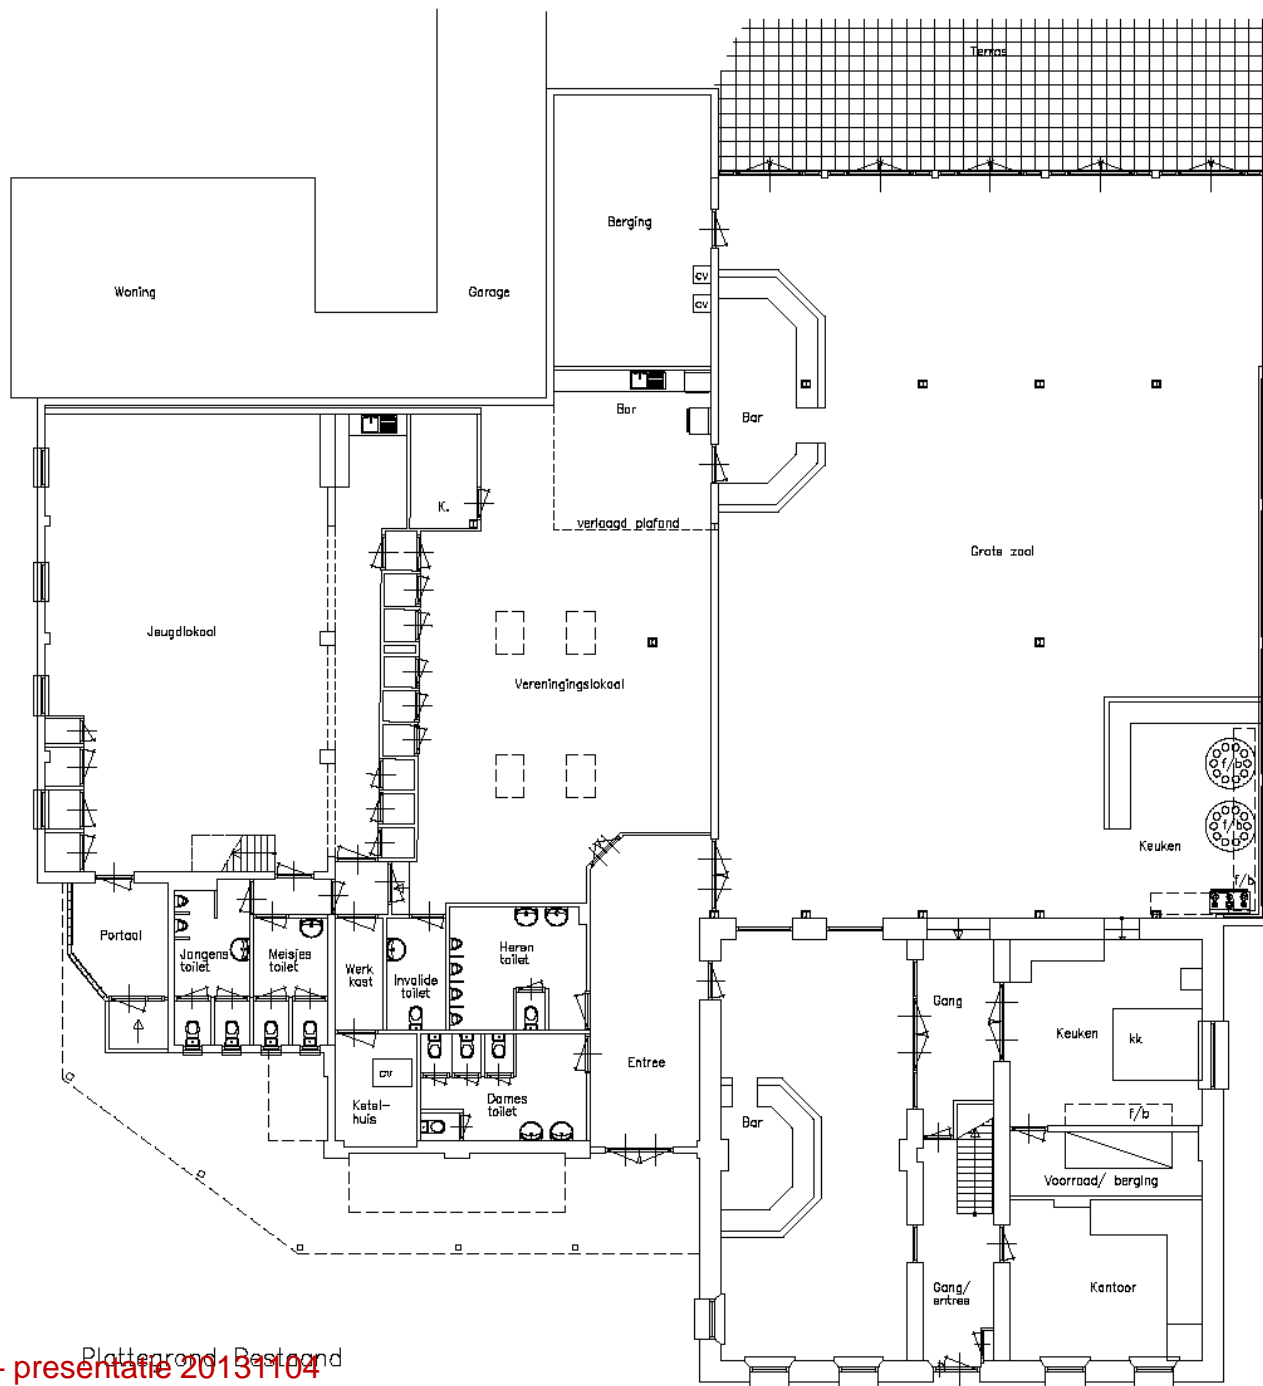 Terras
Berging
Woning
Garage
cv
cv
Bar
Bar
K.
verlaagd plafond
Grote zaal
Jeugdlokaal
Vereningingslokaal
f/b
f/b
Keuken
f/b
Portaal
Jongens
toilet
Meisjes
toilet
Werk
kast
Invalide
toilet
Heren
toilet
Gang
Keuken
kk
Entree
cv
Ketel-
huis
Dames
toilet
Bar
f/b
Voorraad/ berging
Gang/
entree
Kantoor
Plattegrond Bestaand
- presentatie 20131104